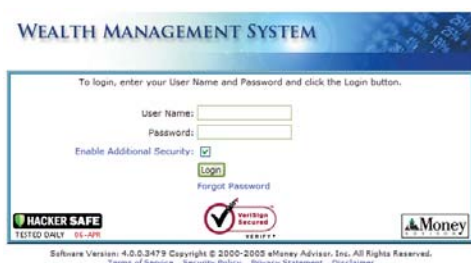 WEALTH MANAGEMENT SYSTEM
To login, enter your User Name and Password and click the Login button.
User Name:
Password:
Enable Additional Security:
Login
Forgot Password
HACKER SAFE
TESTED DAILY 06-APR
VeriSign
Secured
VERIFY
eMoney
ADVISOR
Software Version: 4.0.0.3479 Copyright © 2000-2005 eMoney Advisor, Inc. All Rights Reserved.
Terms of Service Security Policy Privacy Statement Disclaimer